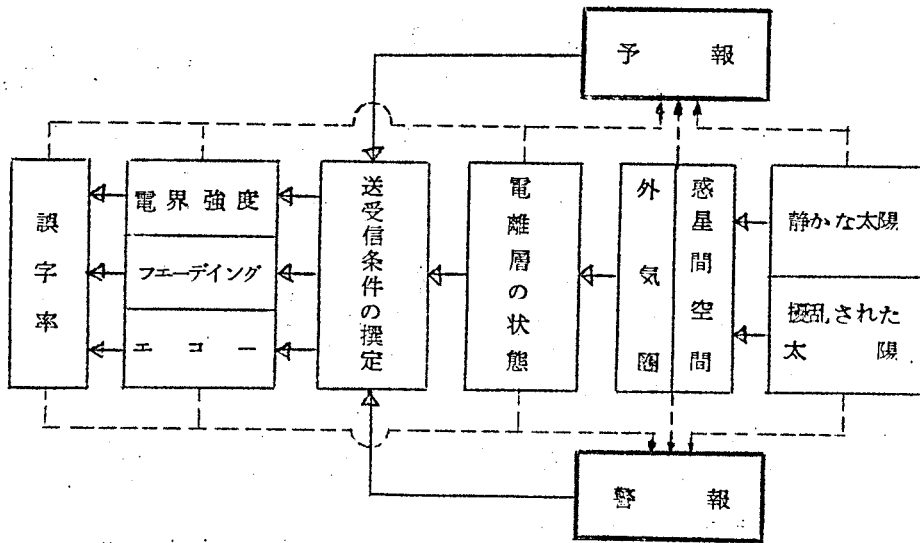 予報
誤字率
電界強度
フエーデイング
エコー
送受信条件の撰定
電離層の状態
外気圏
惑星間空間
静かな太陽
擾乱された
太陽
警報